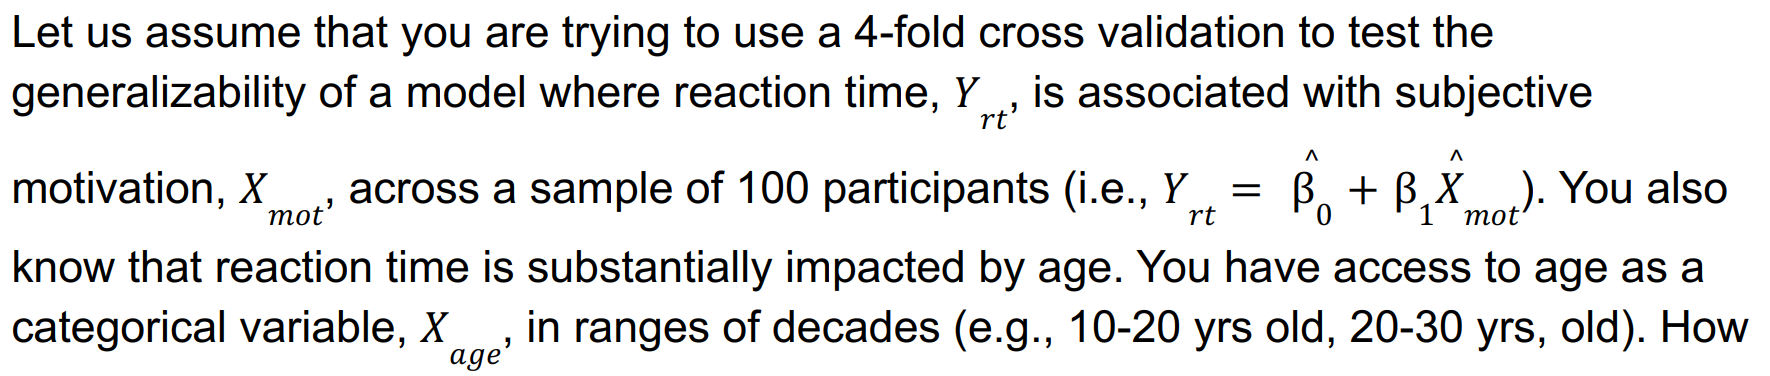 Let us assume that you are trying to use a 4-fold cross validation to test the
generalizability of a model where reaction time, Y_rt, is associated with subjective
motivation, X_mot, across a sample of 100 participants (i.e., Y_rt = β̂_0 + β_1X̂_mot). You also
know that reaction time is substantially impacted by age. You have access to age as a
categorical variable, X_age, in ranges of decades (e.g., 10-20 yrs old, 20-30 yrs, old). How